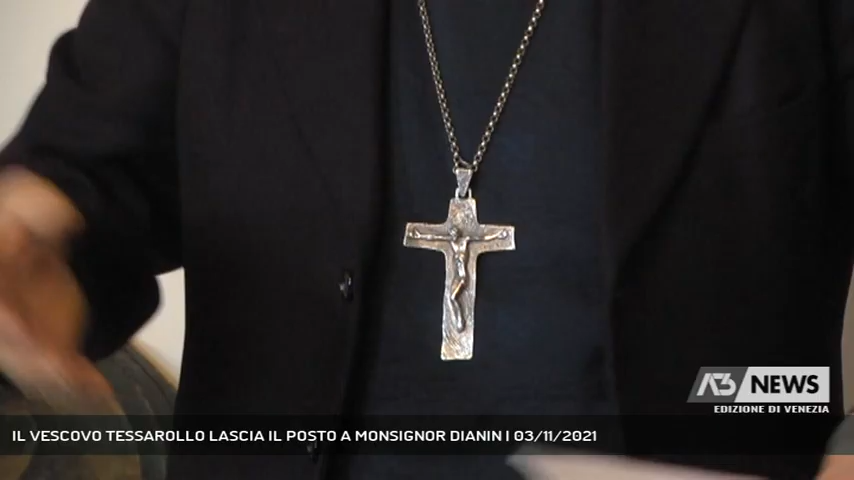 A3 NEWS
EDIZIONE DI VENEZIA
IL VESCOVO TESSAROLLO LASCIA IL POSTO A MONSIGNOR DIANIN | 03/11/2021